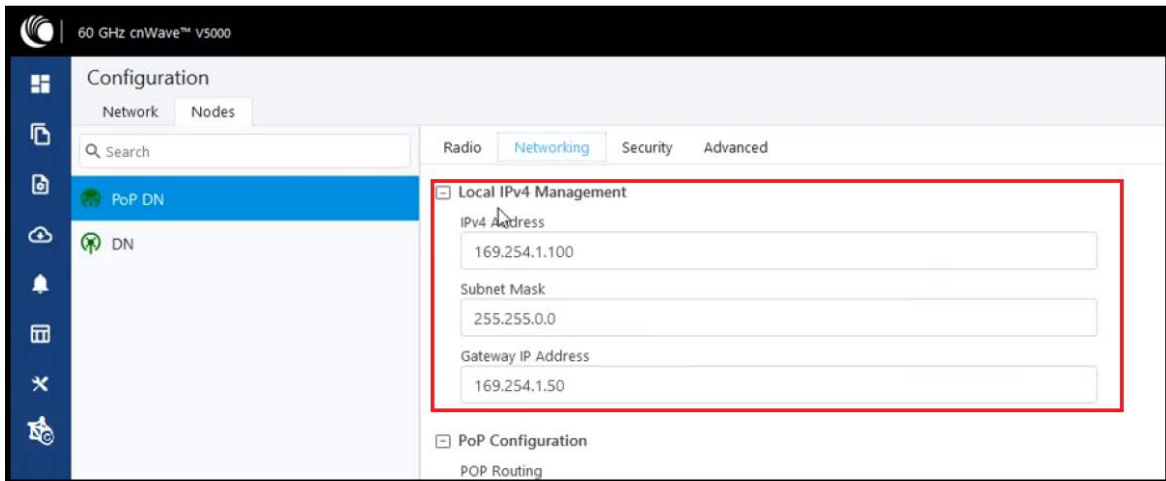 60 GHz cnWave™ V5000
Configuration
Network Nodes
Search
PoP DN
DN
Radio Networking Security Advanced
Local IPv4 Management
IPv4 Address
169.254.1.100
Subnet Mask
255.255.0.0
Gateway IP Address
169.254.1.50
PoP Configuration
POP Routing